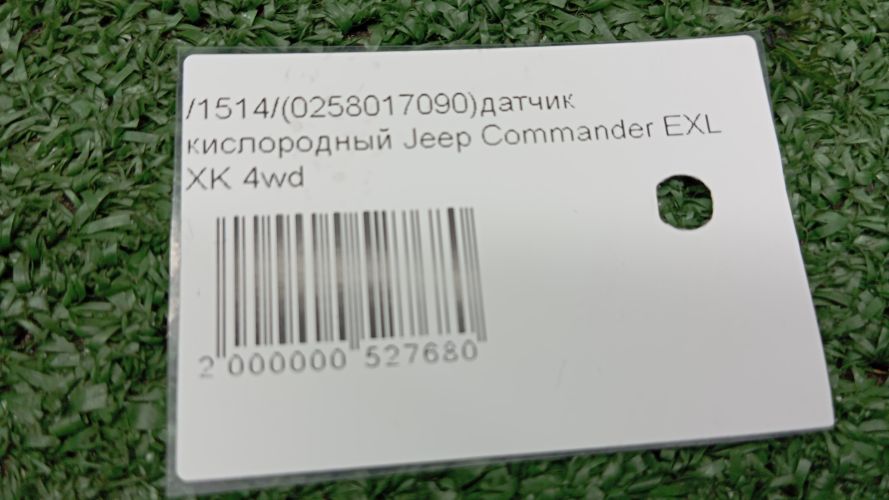 /1514/(0258017090)датчик
кислородный Jeep Commander EXL
XK 4wd
2 000000 527680